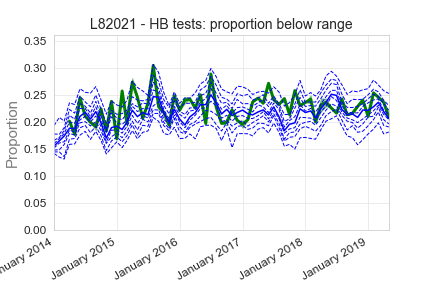 L82021 - HB tests: proportion below range
Proportion
0.35
0.30
0.25
0.20
0.15
0.10
0.05
0.00
2014
January 2015
January 2016
January 2017
January 2018
January 2019